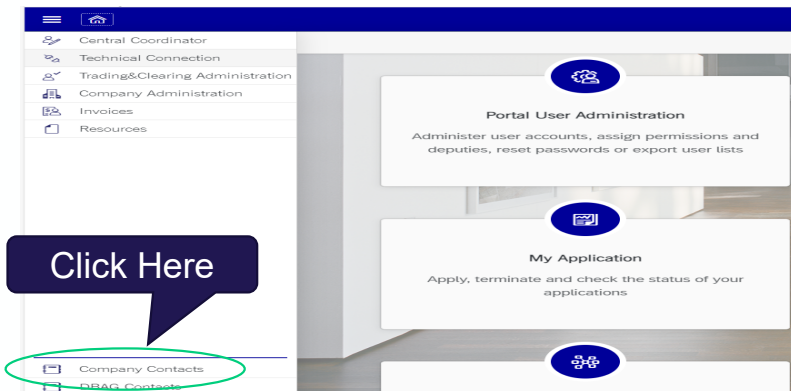 Central Coordinator
Technical Connection
Trading&Clearing Administration
Company Administration
Invoices
Resources
Portal User Administration
Administer user accounts, assign permissions and
deputies, reset passwords or export user lists
My Application
Apply, terminate and check the status of your
applications
Click Here
Company Contacts
DBAG Contacts